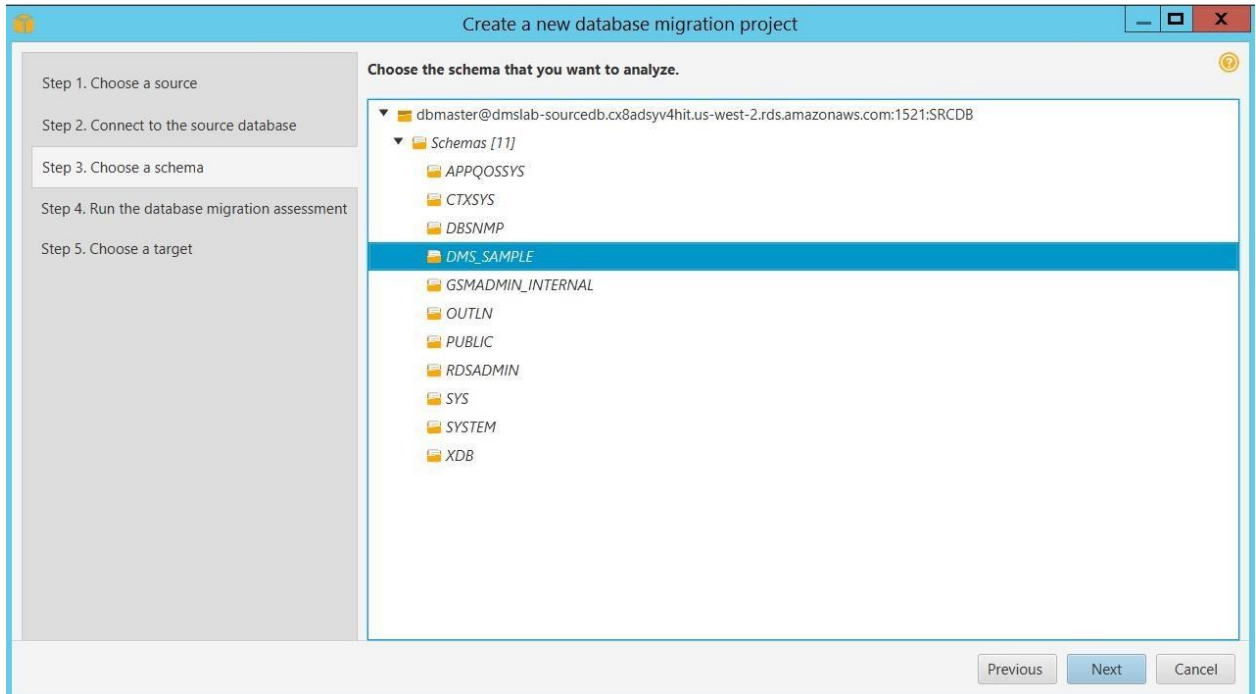 Create a new database migration project
Step 1. Choose a source
Step 2. Connect to the source database
Step 3. Choose a schema
Step 4. Run the database migration assessment
Step 5. Choose a target
Choose the schema that you want to analyze.
dbmaster@dmslab-sourcedb.cx8adsyv4hit.us-west-2.rds.amazonaws.com:1521:SRCDB
Schemas [11]
APPQOSSYS
CTXSYS
DBSNMP
DMS_SAMPLE
GSMADMIN_INTERNAL
OUTLN
PUBLIC
RDSADMIN
SYS
SYSTEM
XDB
Previous Next Cancel